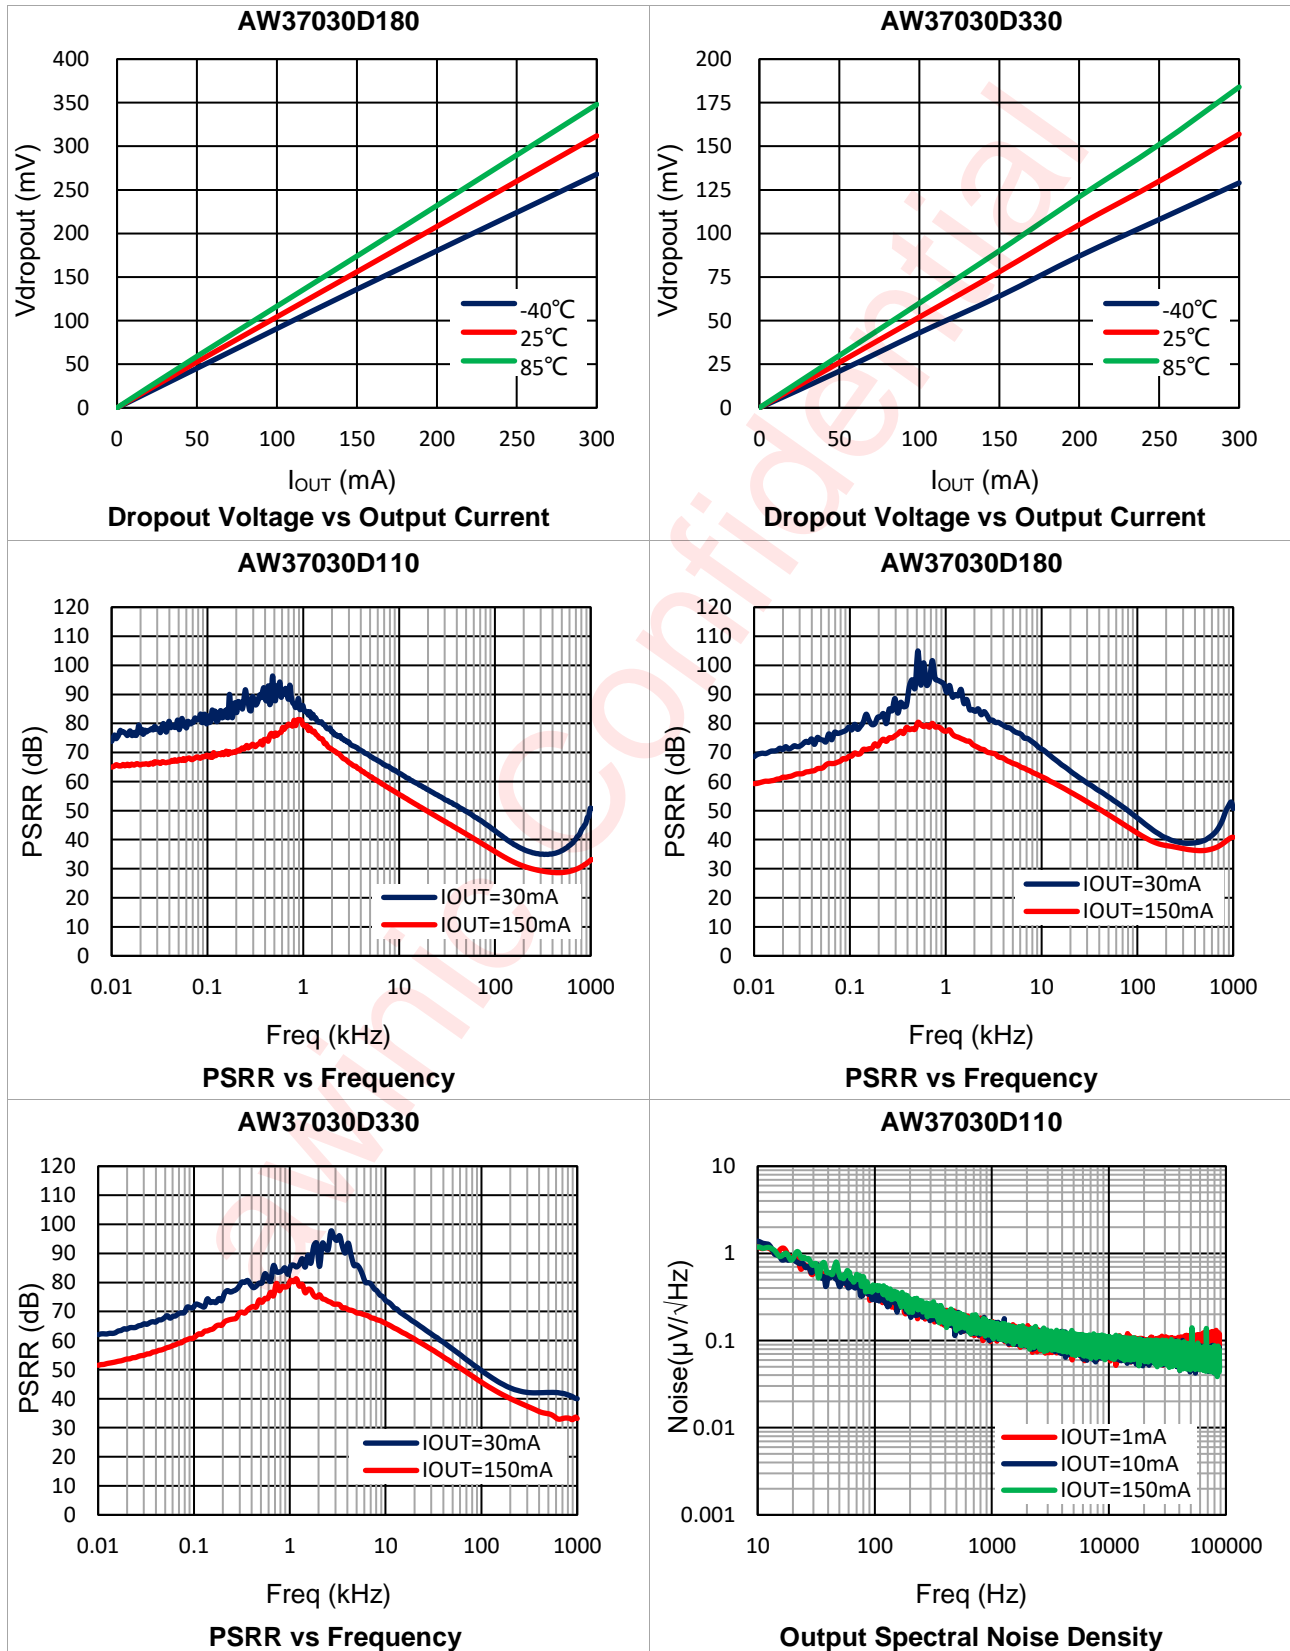 AW37030D180
400
350
300
250
200
150
100
50
0
Vdropout (mV)
-40℃
25℃
85℃
0 50 100 150 200 250 300
IOUT (mA)
Dropout Voltage vs Output Current
AW37030D330
200
175
150
125
100
75
50
25
0
Vdropout (mV)
-40℃
25℃
85℃
0 50 100 150 200 250 300
IOUT (mA)
Dropout Voltage vs Output Current
AW37030D110
120
110
100
90
80
70
60
50
40
30
20
10
0
PSRR (dB)
IOUT=30mA
IOUT=150mA
0.01 0.1 1 10 100 1000
Freq (kHz)
PSRR vs Frequency
AW37030D180
120
110
100
90
80
70
60
50
40
30
20
10
0
PSRR (dB)
IOUT=30mA
IOUT=150mA
0.01 0.1 1 10 100 1000
Freq (kHz)
PSRR vs Frequency
AW37030D330
120
110
100
90
80
70
60
50
40
30
20
10
0
PSRR (dB)
IOUT=30mA
IOUT=150mA
0.01 0.1 1 10 100 1000
Freq (kHz)
PSRR vs Frequency
AW37030D110
10
1
0.1
0.01
0.001
Noise(μV/√Hz)
IOUT=1mA
IOUT=10mA
IOUT=150mA
10 100 1000 10000 100000
Freq (Hz)
Output Spectral Noise Density
awinic Confidential